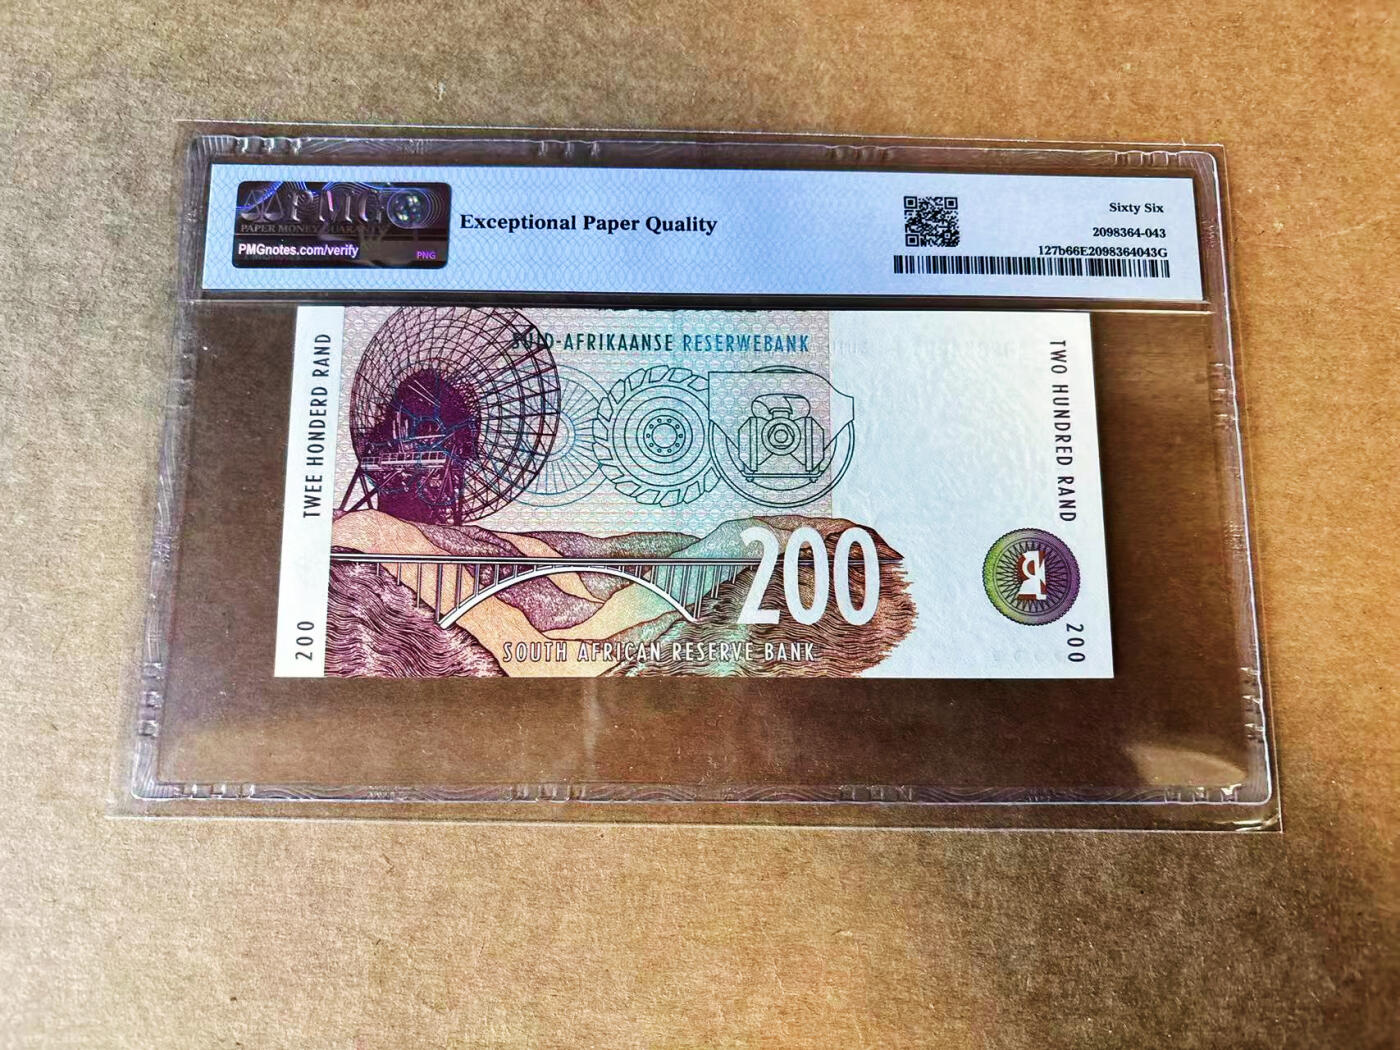 PMG
PAPER MONEY GUARANTY
PMGnotes.com/verify
PNG
Exceptional Paper Quality
Sixty Six
2098364-043
127b66E2098364043G
SUID-AFRIKAANSE RESERWEBANK
TWEE HONDERD RAND
200
TWO HUNDRED RAND
200
200
SOUTH AFRICAN RESERVE BANK